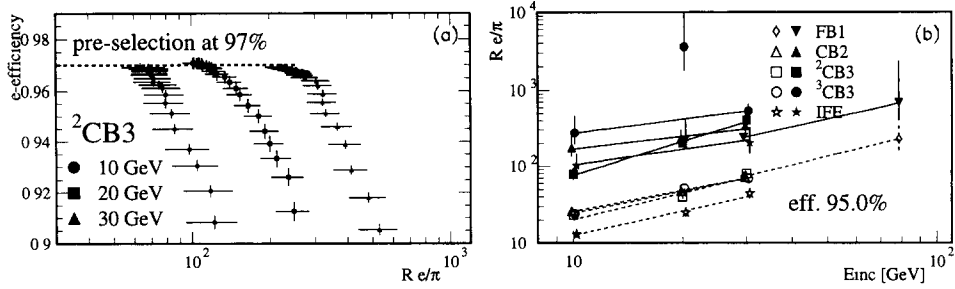 (a)
pre-selection at 97%
e-efficiency
0.98
0.96
0.94
0.92
0.9
²CB3
10 GeV
20 GeV
30 GeV
10²
10³
R e/π
(b)
R e/π
10⁴
10³
10²
10
FB1
CB2
²CB3
³CB3
IFE
eff. 95.0%
10
10²
Einc [GeV]